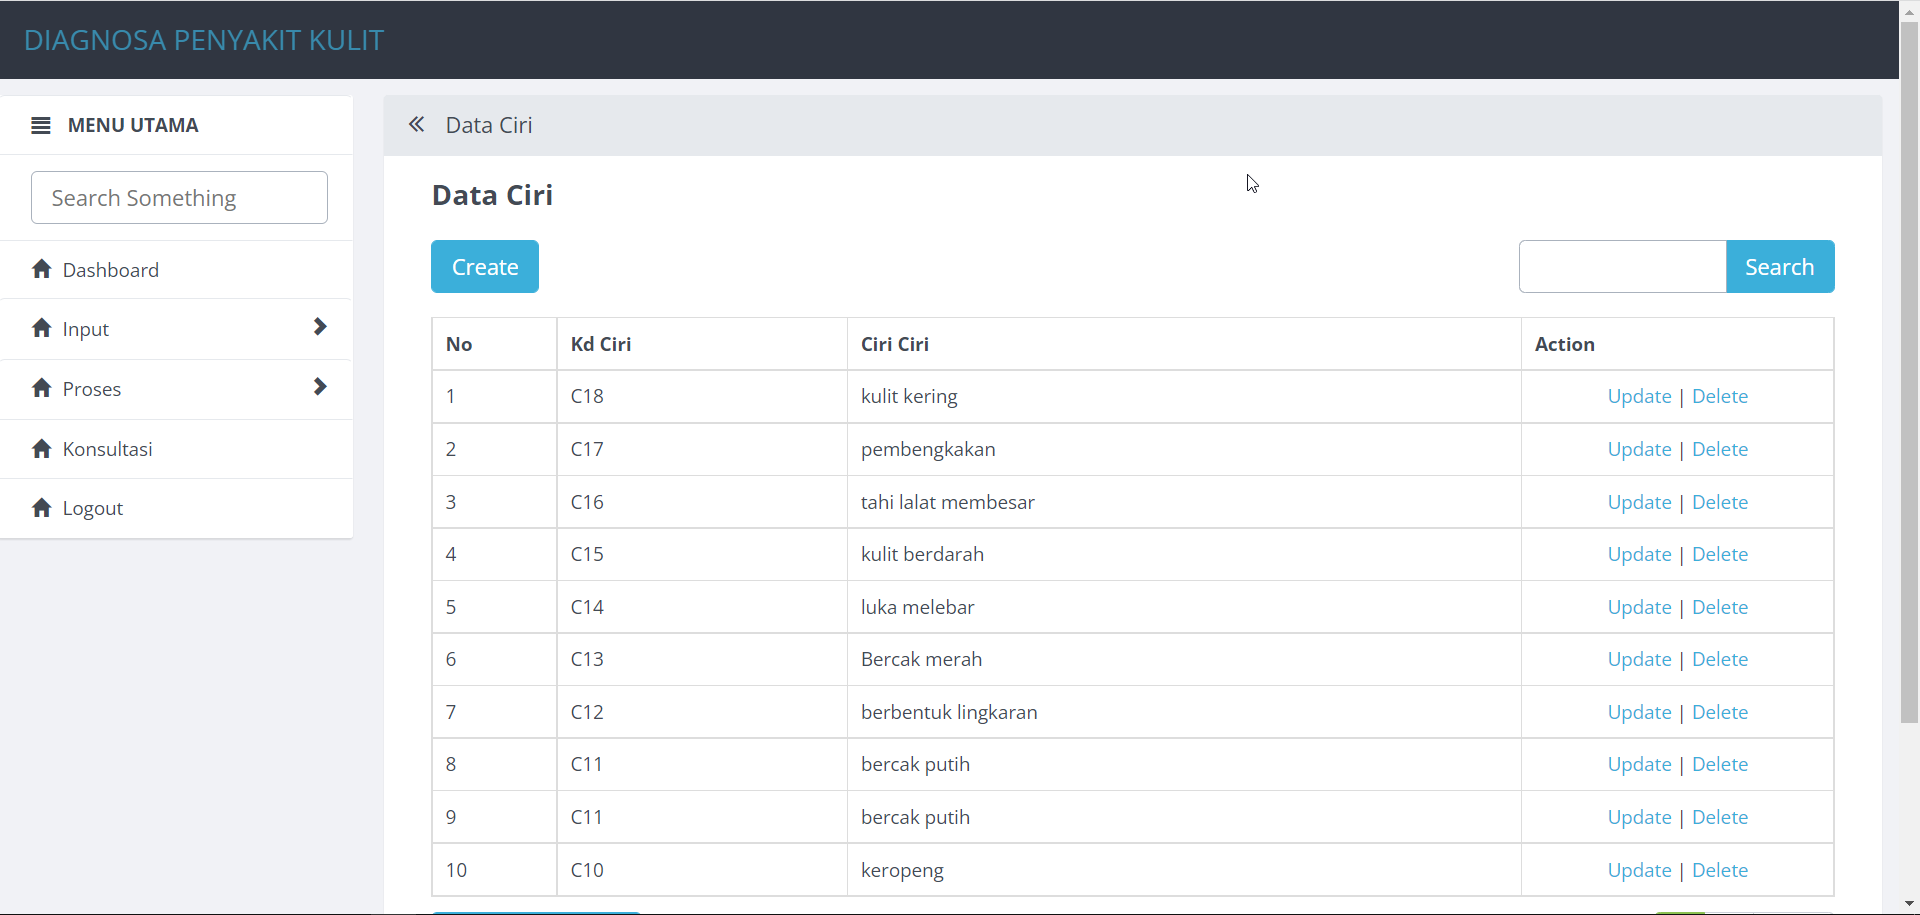 DIAGNOSA PENYAKIT KULIT
MENU UTAMA
Search Something
Dashboard
Input
Proses
Konsultasi
Logout
Data Ciri
Data Ciri
Create
Search
No Kd Ciri Ciri Ciri Action
1 C18 kulit kering Update | Delete
2 C17 pembengkakan Update | Delete
3 C16 tahi lalat membesar Update | Delete
4 C15 kulit berdarah Update | Delete
5 C14 luka melebar Update | Delete
6 C13 Bercak merah Update | Delete
7 C12 berbentuk lingkaran Update | Delete
8 C11 bercak putih Update | Delete
9 C11 bercak putih Update | Delete
10 C10 keropeng Update | Delete